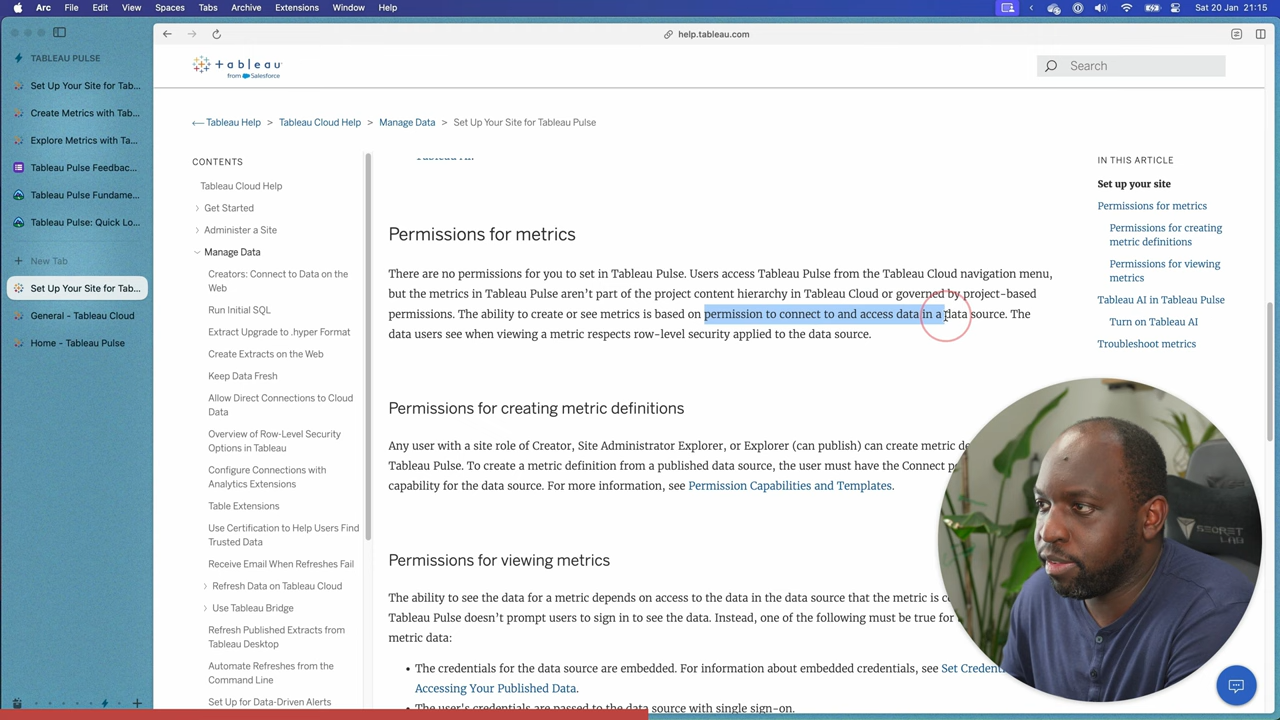 Arc File Edit View Spaces Tabs Archive Extensions Window Help
Sat 20 Jan 21:15
TABLEAU PULSE
Set Up Your Site for Tab...
Create Metrics with Tab...
Explore Metrics with Ta...
Tableau Pulse Feedbac...
Tableau Pulse Fundame...
Tableau Pulse: Quick Lo...
New Tab
Set Up Your Site for Tab...
General - Tableau Cloud
Home - Tableau Pulse
help.tableau.com
tableau
from Salesforce
Search
Tableau Help > Tableau Cloud Help > Manage Data > Set Up Your Site for Tableau Pulse
CONTENTS
Tableau Cloud Help
Get Started
Administer a Site
Manage Data
Creators: Connect to Data on the
Web
Run Initial SQL
Extract Upgrade to .hyper Format
Create Extracts on the Web
Keep Data Fresh
Allow Direct Connections to Cloud
Data
Overview of Row-Level Security
Options in Tableau
Configure Connections with
Analytics Extensions
Table Extensions
Use Certification to Help Users Find
Trusted Data
Receive Email When Refreshes Fail
Refresh Data on Tableau Cloud
Use Tableau Bridge
Refresh Published Extracts from
Tableau Desktop
Automate Refreshes from the
Command Line
Set Up for Data-Driven Alerts
Tableau AI.
Permissions for metrics
There are no permissions for you to set in Tableau Pulse. Users access Tableau Pulse from the Tableau Cloud navigation menu,
but the metrics in Tableau Pulse aren't part of the project content hierarchy in Tableau Cloud or governed by project-based
permissions. The ability to create or see metrics is based on permission to connect to and access data in a data source. The
data users see when viewing a metric respects row-level security applied to the data source.
Permissions for creating metric definitions
Any user with a site role of Creator, Site Administrator Explorer, or Explorer (can publish) can create metric de
Tableau Pulse. To create a metric definition from a published data source, the user must have the Connect p
capability for the data source. For more information, see Permission Capabilities and Templates.
Permissions for viewing metrics
The ability to see the data for a metric depends on access to the data in the data source that the metric is c
Tableau Pulse doesn't prompt users to sign in to see the data. Instead, one of the following must be true for
metric data:
• The credentials for the data source are embedded. For information about embedded credentials, see Set Credenti
Accessing Your Published Data.
• The user's credentials are passed to the data source with single sign-on.
IN THIS ARTICLE
Set up your site
Permissions for metrics
Permissions for creating
metric definitions
Permissions for viewing
metrics
Tableau AI in Tableau Pulse
Turn on Tableau AI
Troubleshoot metrics
SECRET
LAB